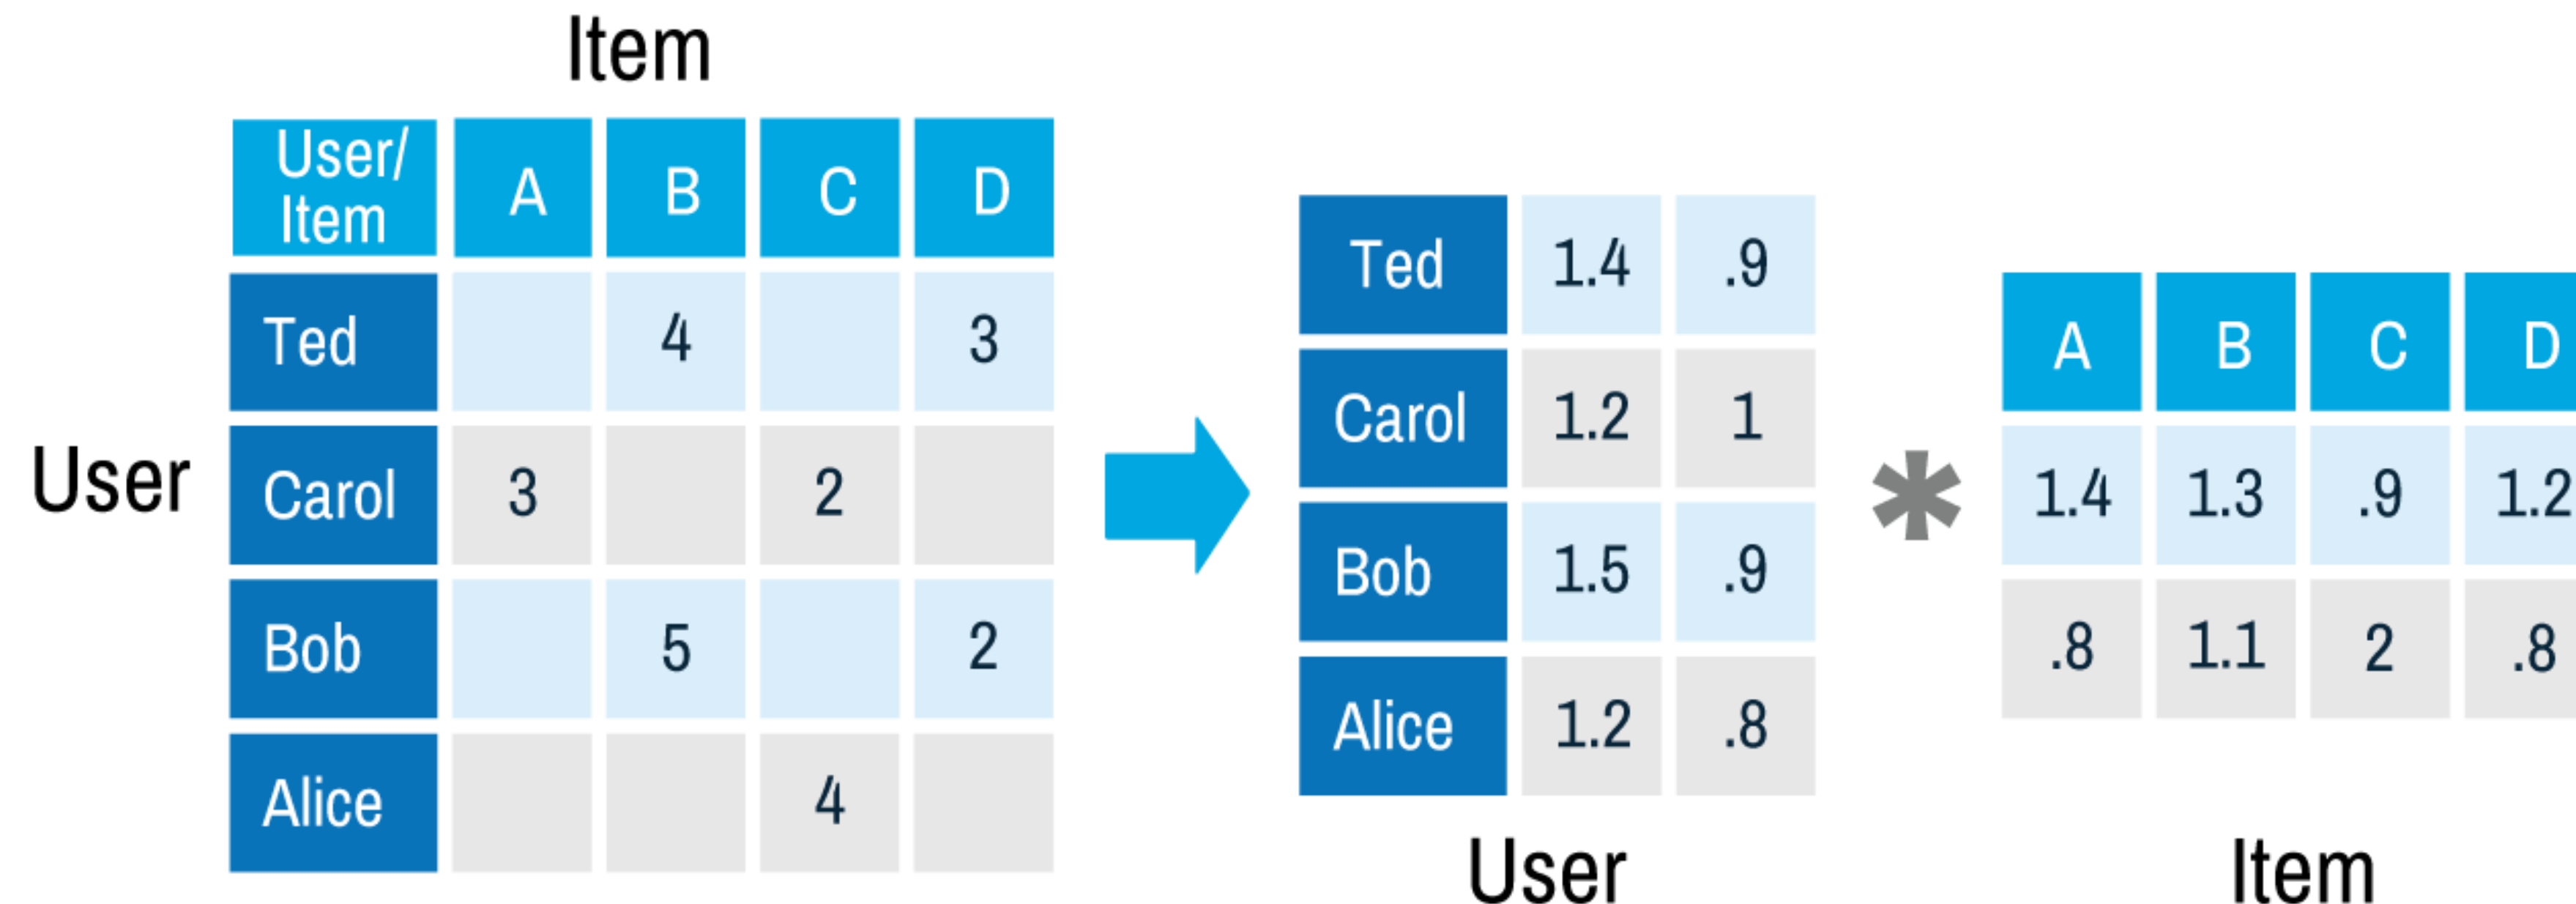 Item
User/
Item A B C D
Ted 4 3
User
Carol 3 2
Bob 5 2
Alice 4
Ted 1.4 .9
Carol 1.2 1
Bob 1.5 .9
Alice 1.2 .8
User
*
A B C D
1.4 1.3 .9 1.2
.8 1.1 2 .8
Item